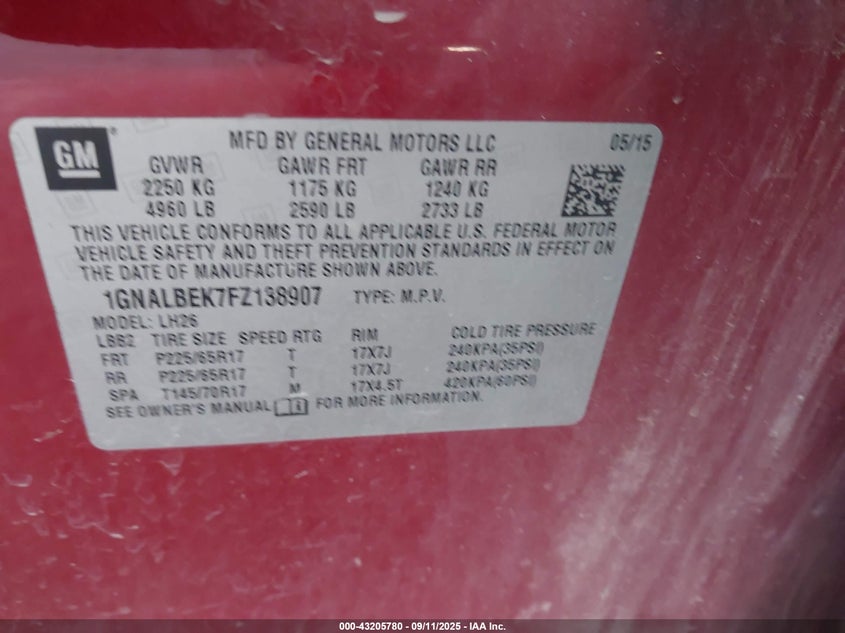 GM
MFD BY GENERAL MOTORS LLC 05/15
GVWR GAWR FRT GAWR RR
2250 KG 1175 KG 1240 KG
4960 LB 2590 LB 2733 LB
THIS VEHICLE CONFORMS TO ALL APPLICABLE U.S. FEDERAL MOTOR
VEHICLE SAFETY AND THEFT PREVENTION STANDARDS IN EFFECT ON
THE DATE OF MANUFACTURE SHOWN ABOVE.
1GNALBEK7FZ138907 TYPE: M.P.V.
MODEL: LH26
LBB2 TIRE SIZE SPEED RTG RIM COLD TIRE PRESSURE
FRT P225/65R17 T 17X7J 240KPA(35PSI)
RR P225/65R17 T 17X7J 240KPA(35PSI)
SPA T145/70R17 M 17X4.5T 420KPA(60PSI)
SEE OWNER'S MANUAL FOR MORE INFORMATION.
000-43205780 - 09/11/2025 - IAA Inc.